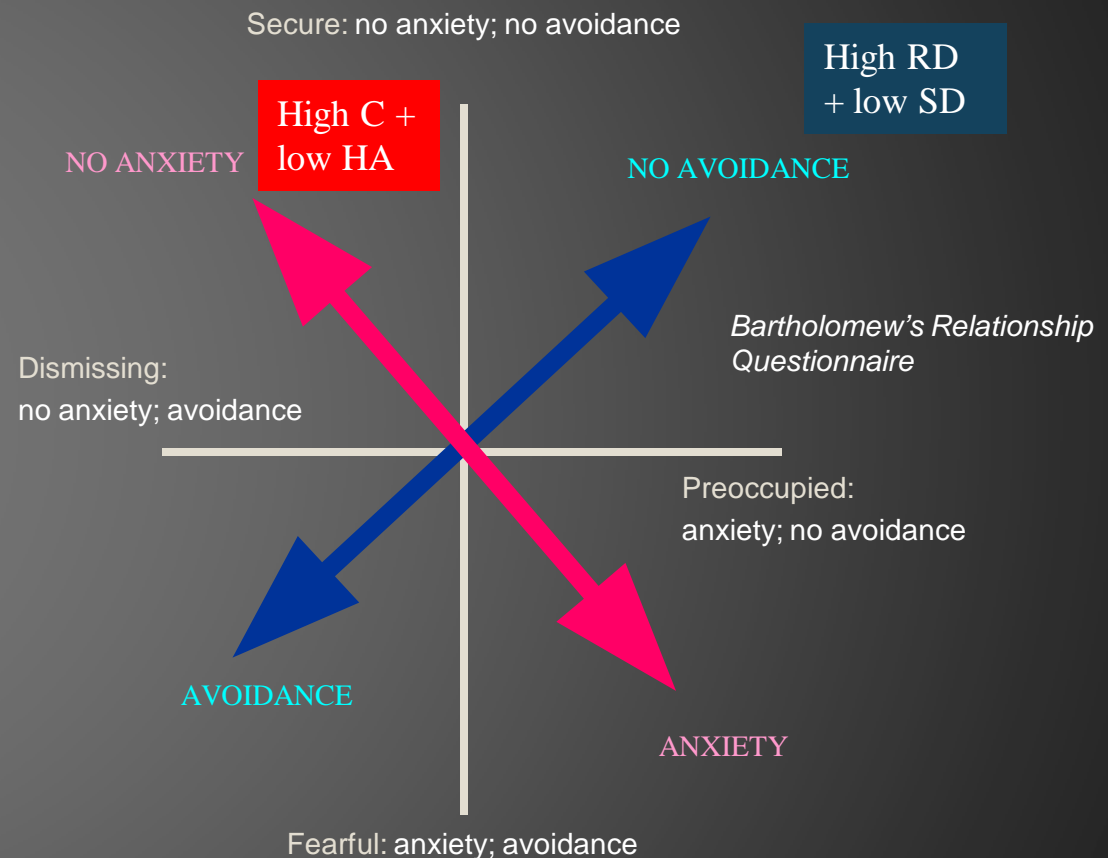 Secure: no anxiety; no avoidance
High RD
+ low SD
High C +
low HA
NO ANXIETY
NO AVOIDANCE
Bartholomew's Relationship
Questionnaire
Dismissing:
no anxiety; avoidance
Preoccupied:
anxiety; no avoidance
AVOIDANCE
ANXIETY
Fearful: anxiety; avoidance